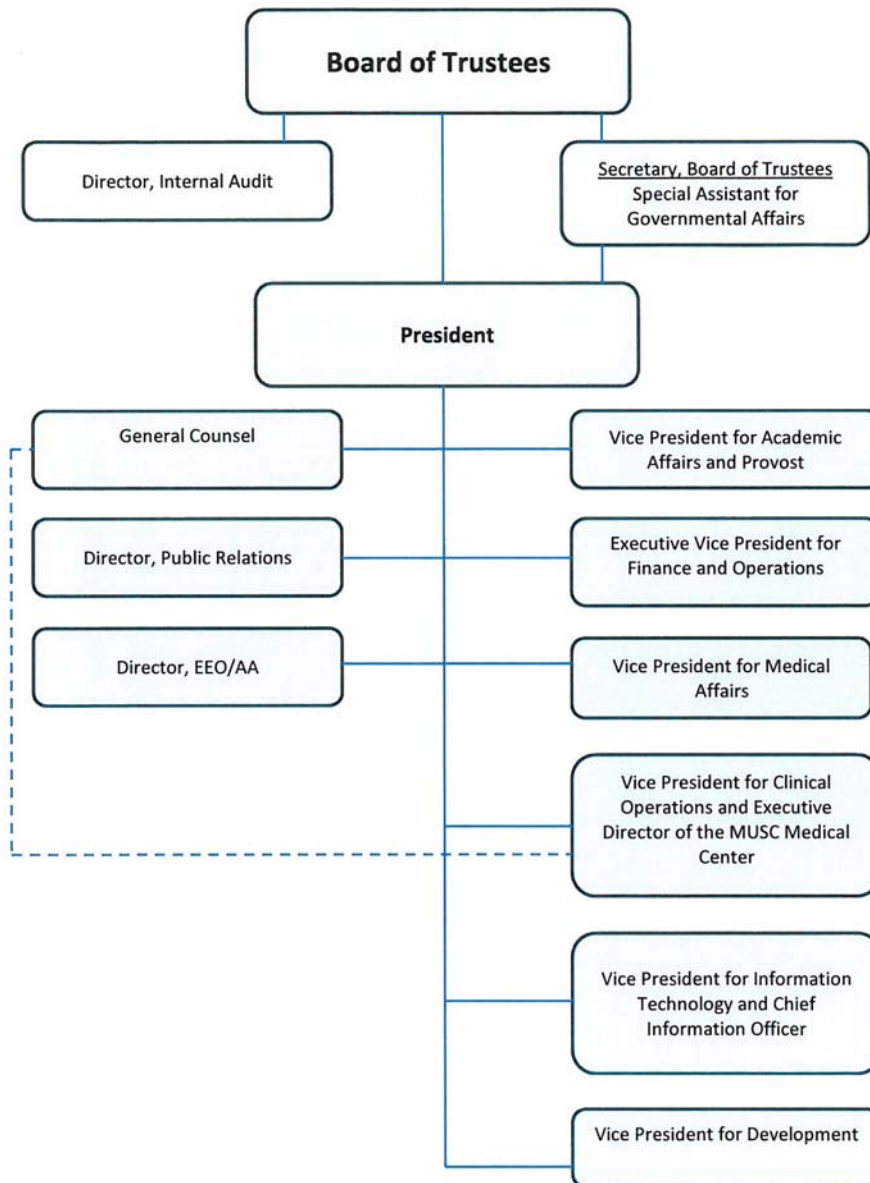 Board of Trustees
Director, Internal Audit
Secretary, Board of Trustees
Special Assistant for
Governmental Affairs
President
General Counsel
Vice President for Academic
Affairs and Provost
Director, Public Relations
Executive Vice President for
Finance and Operations
Director, EEO/AA
Vice President for Medical
Affairs
Vice President for Clinical
Operations and Executive
Director of the MUSC Medical
Center
Vice President for Information
Technology and Chief
Information Officer
Vice President for Development